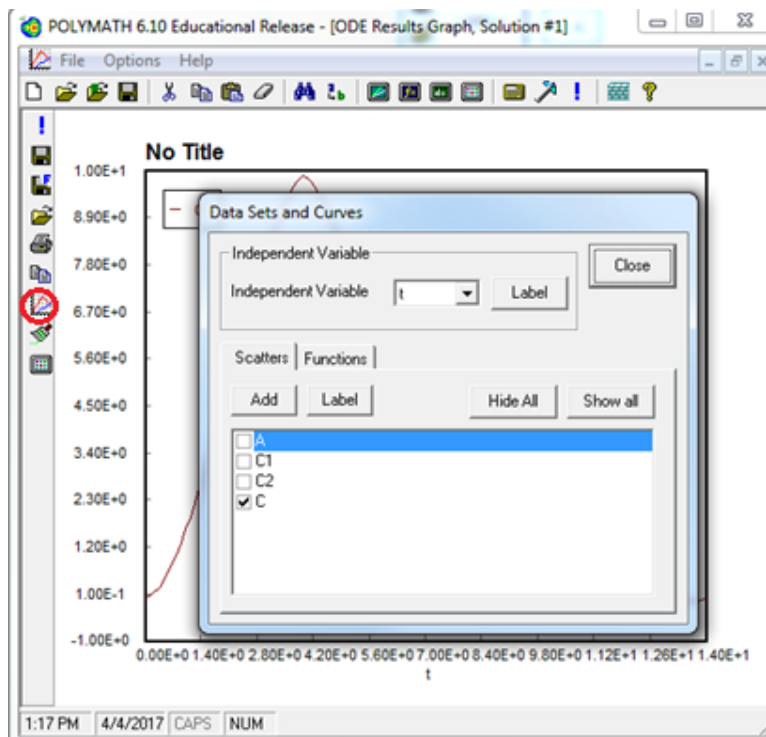 POLYMATH 6.10 Educational Release - [ODE Results Graph, Solution #1]
File Options Help
No Title
1.00E+1
8.90E+0
7.80E+0
6.70E+0
5.60E+0
4.50E+0
3.40E+0
2.30E+0
1.20E+0
1.00E-1
-1.00E+0
Data Sets and Curves
Independent Variable
Independent Variable t Label
Close
Scatters Functions
Add Label Hide All Show all
A
C1
C2
C
0.00E+0 1.40E+0 2.80E+0 4.20E+0 5.60E+0 7.00E+0 8.40E+0 9.80E+0 1.12E+1 1.26E+1 1.40E+1
t
1:17 PM 4/4/2017 CAPS NUM